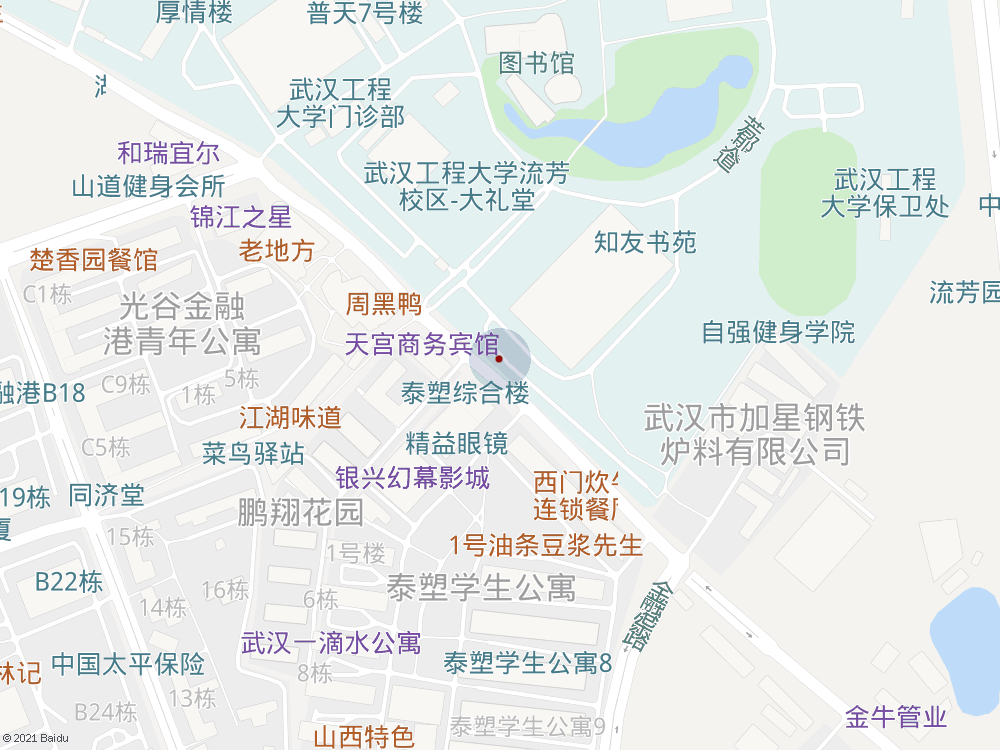 厚情楼
普天7号楼
图书馆
武汉工程
大学门诊部
和瑞宜尔
山道健身会所
武汉工程大学流芳
校区-大礼堂
武汉工程
大学保卫处
中
锦江之星
老地方
知友书苑
楚香园餐馆
C1栋
光谷金融
港青年公寓
周黑鸭
流芳园
天宫商务宾馆
自强健身学院
5栋
C9栋
1栋
融港B18
泰塑综合楼
江湖味道
武汉市加星钢铁
炉料有限公司
C5栋
菜鸟驿站
精益眼镜
银兴幻幕影城
西门炊牛
连锁餐厅
19栋
同济堂
鹏翔花园
厦
15栋
1号楼
1号油条豆浆先生
B22栋
16栋
泰塑学生公寓
6栋
14栋
武汉一滴水公寓
林记
中国太平保险
8栋
泰塑学生公寓8
13栋
B24栋
泰塑学生公寓9
金牛管业
山西特色
© 2021 Baidu